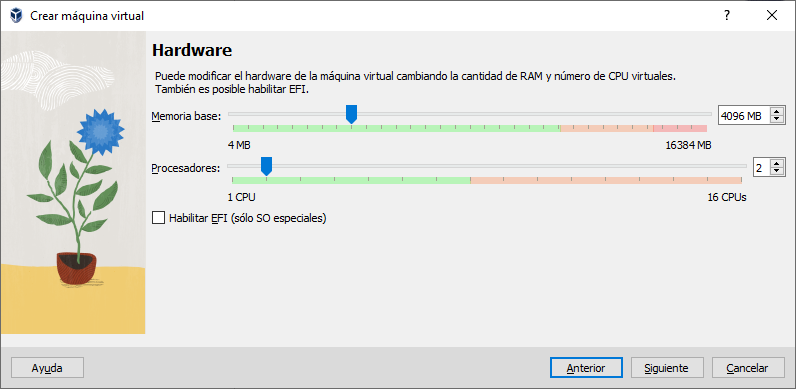 Crear máquina virtual
?
Hardware
Puede modificar el hardware de la máquina virtual cambiando la cantidad de RAM y número de CPU virtuales.
También es posible habilitar EFI.
Memoria base: 4096 MB
4 MB 16384 MB
Procesadores: 2
1 CPU 16 CPUs
Habilitar EFI (sólo SO especiales)
Ayuda Anterior Siguiente Cancelar